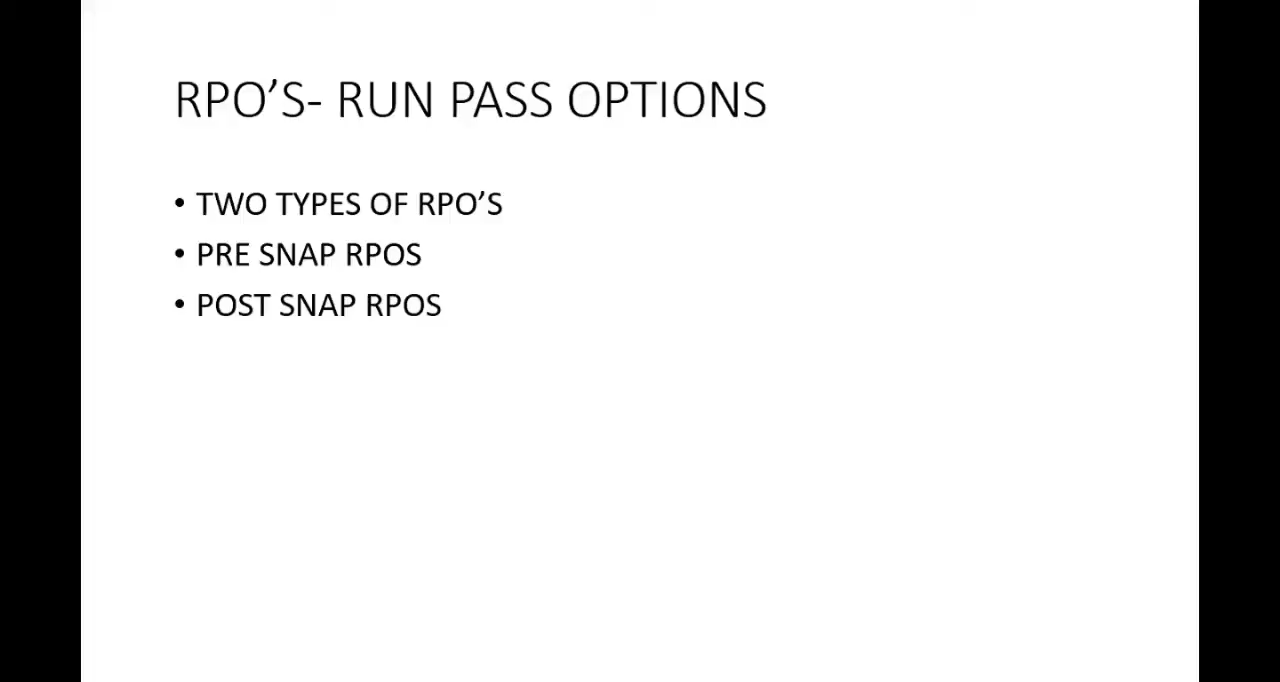 RPO’S- RUN PASS OPTIONS
• TWO TYPES OF RPO’S
• PRE SNAP RPOS
• POST SNAP RPOS